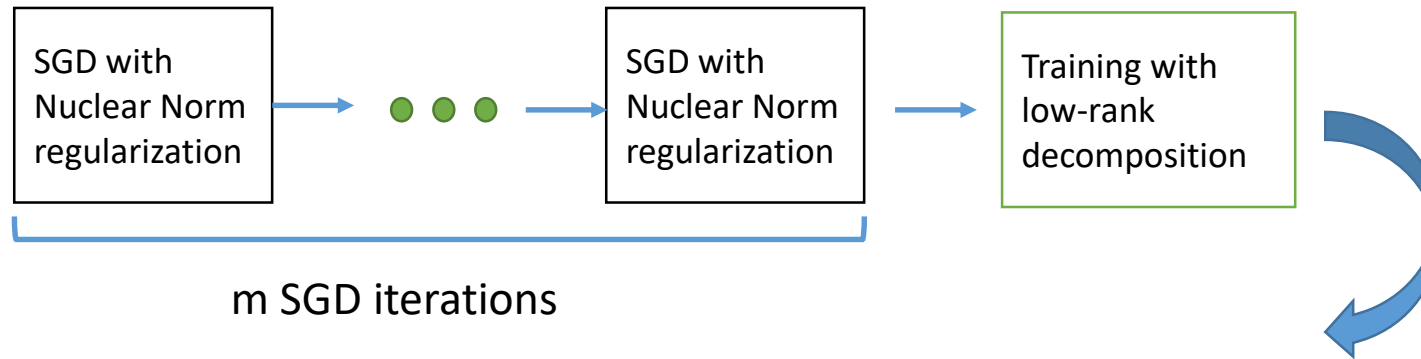 SGD with
Nuclear Norm
regularization
SGD with
Nuclear Norm
regularization
Training with
low-rank
decomposition
m SGD iterations